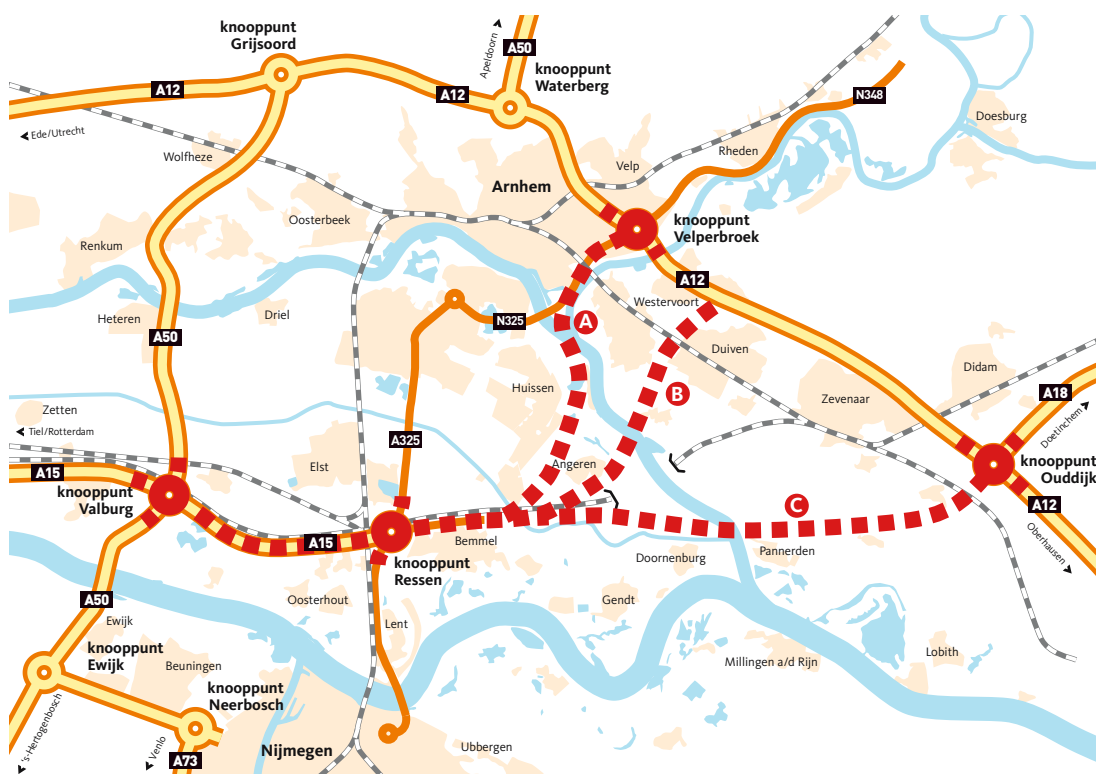 knooppunt
Grijsoord
Apeldoorn
A50
knooppunt
Waterberg
A12
A12
N348
Doesburg
Ede/Utrecht
Wolfheze
Velp
Rheden
Arnhem
Oosterbeek
knooppunt
Velperbroek
Renkum
A12
Westervoort
Heteren
Driel
N325
A
A50
Duiven
Didam
Huissen
B
Zevenaar
A18
Doetinchem
Zetten
Tiel/Rotterdam
A325
Elst
Angeren
knooppunt
Ouddijk
A15
knooppunt
Valburg
C
A12
Oberhausen
A15
Bemmel
Pannerden
Doornenburg
knooppunt
Ressen
A50
Oosterhout
Gendt
Ewijk
Lent
knooppunt
Ewijk
Beuningen
Lobith
Millingen a/d Rijn
knooppunt
Neerbosch
's-Hertogenbosch
Venlo
A73
Nijmegen
Ubbergen